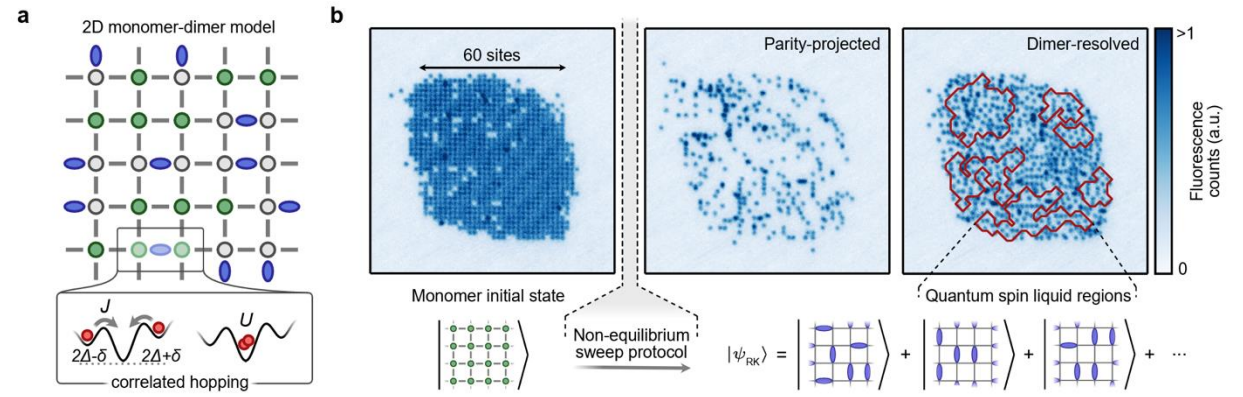 a
2D monomer-dimer model
J
U
2Δ-δ
2Δ+δ
correlated hopping
b
60 sites
Parity-projected
Dimer-resolved
>1
0
Fluorescence
counts (a.u.)
Monomer initial state
Non-equilibrium
sweep protocol
Quantum spin liquid regions
|ψRK⟩ = + + + ...